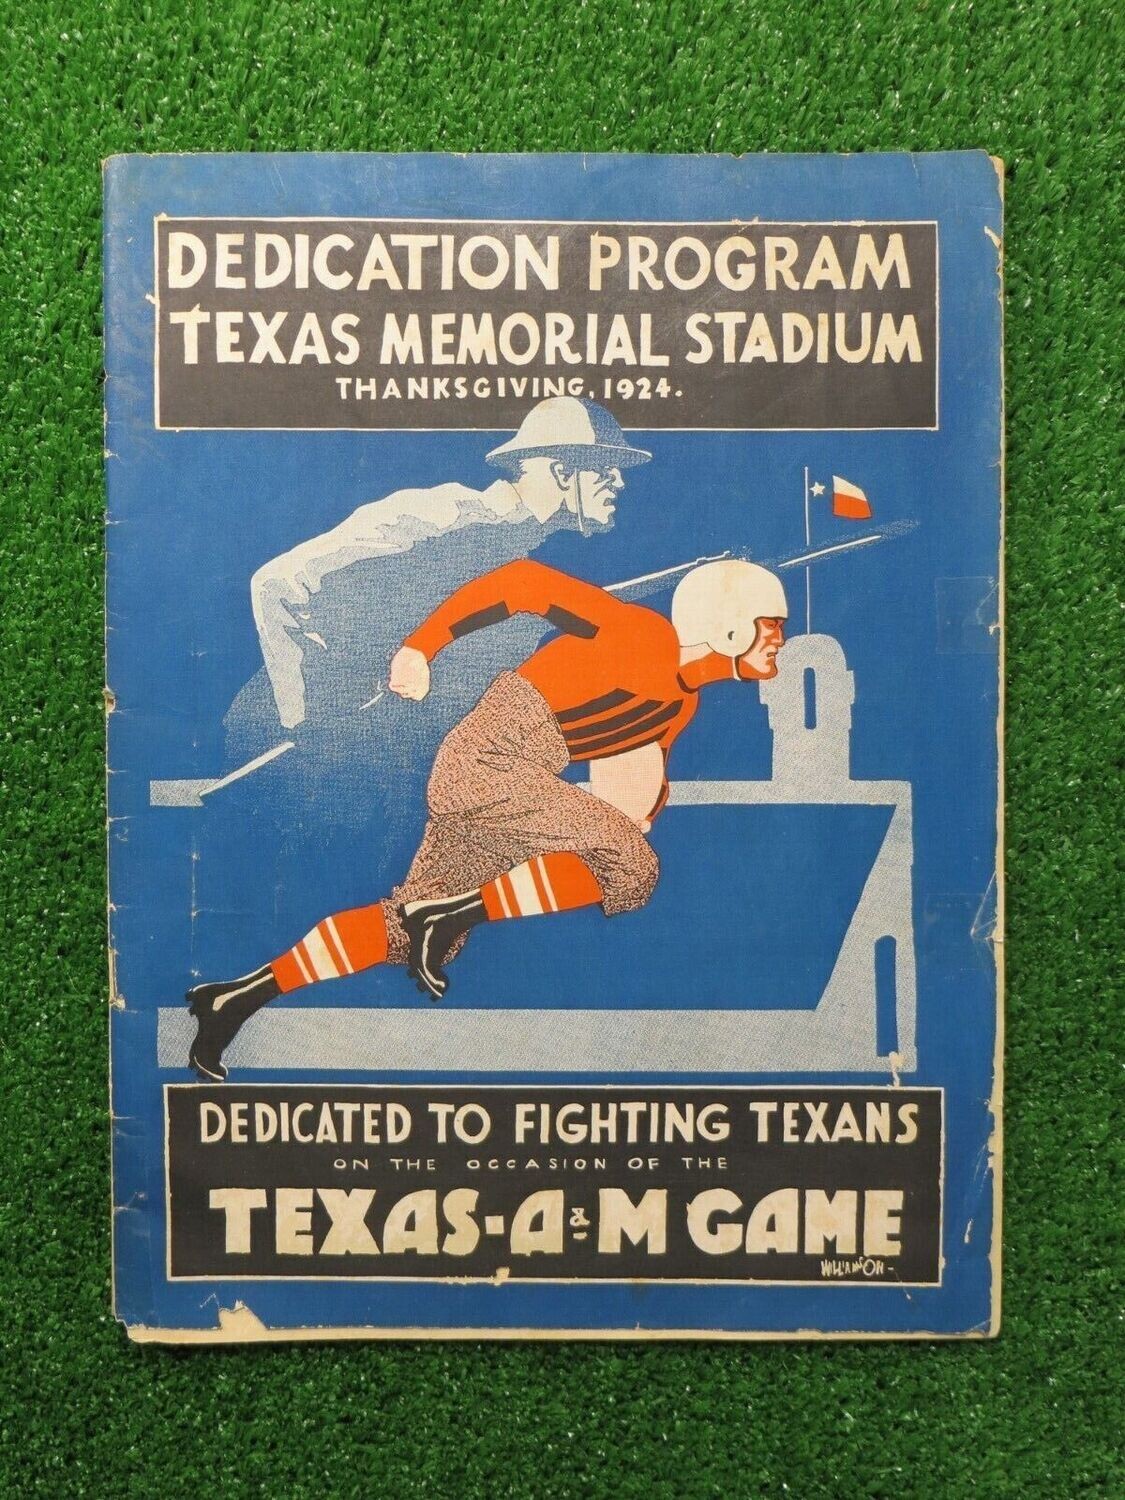 DEDICATION PROGRAM
TEXAS MEMORIAL STADIUM
THANKSGIVING, 1924.
DEDICATED TO FIGHTING TEXANS
ON THE OCCASION OF THE
TEXAS-A&M GAME